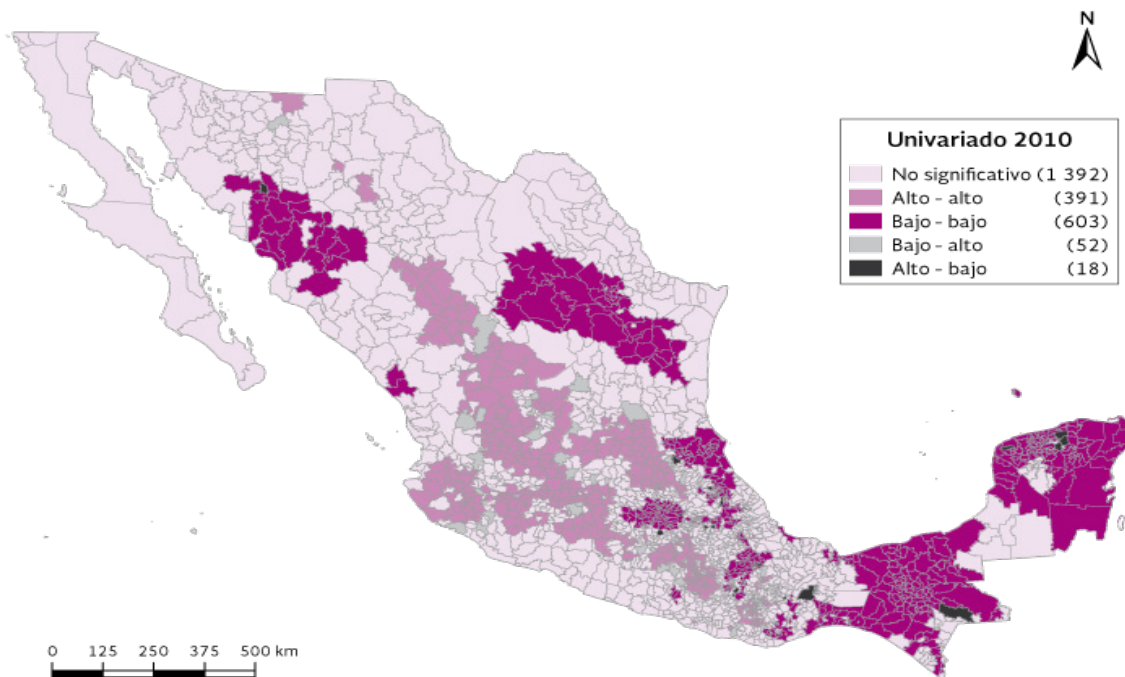 N
Univariado 2010
No significativo (1 392)
Alto - alto (391)
Bajo - bajo (603)
Bajo - alto (52)
Alto - bajo (18)
0 125 250 375 500 km